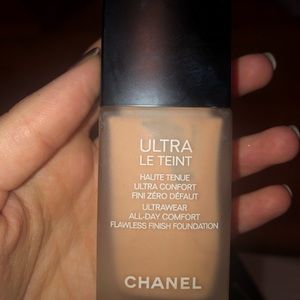 ULTRA
LE TEINT
HAUTE TENUE
ULTRA CONFORT
FINI ZÉRO DÉFAUT
ULTRAWEAR
ALL-DAY COMFORT
FLAWLESS FINISH FOUNDATION
CHANEL